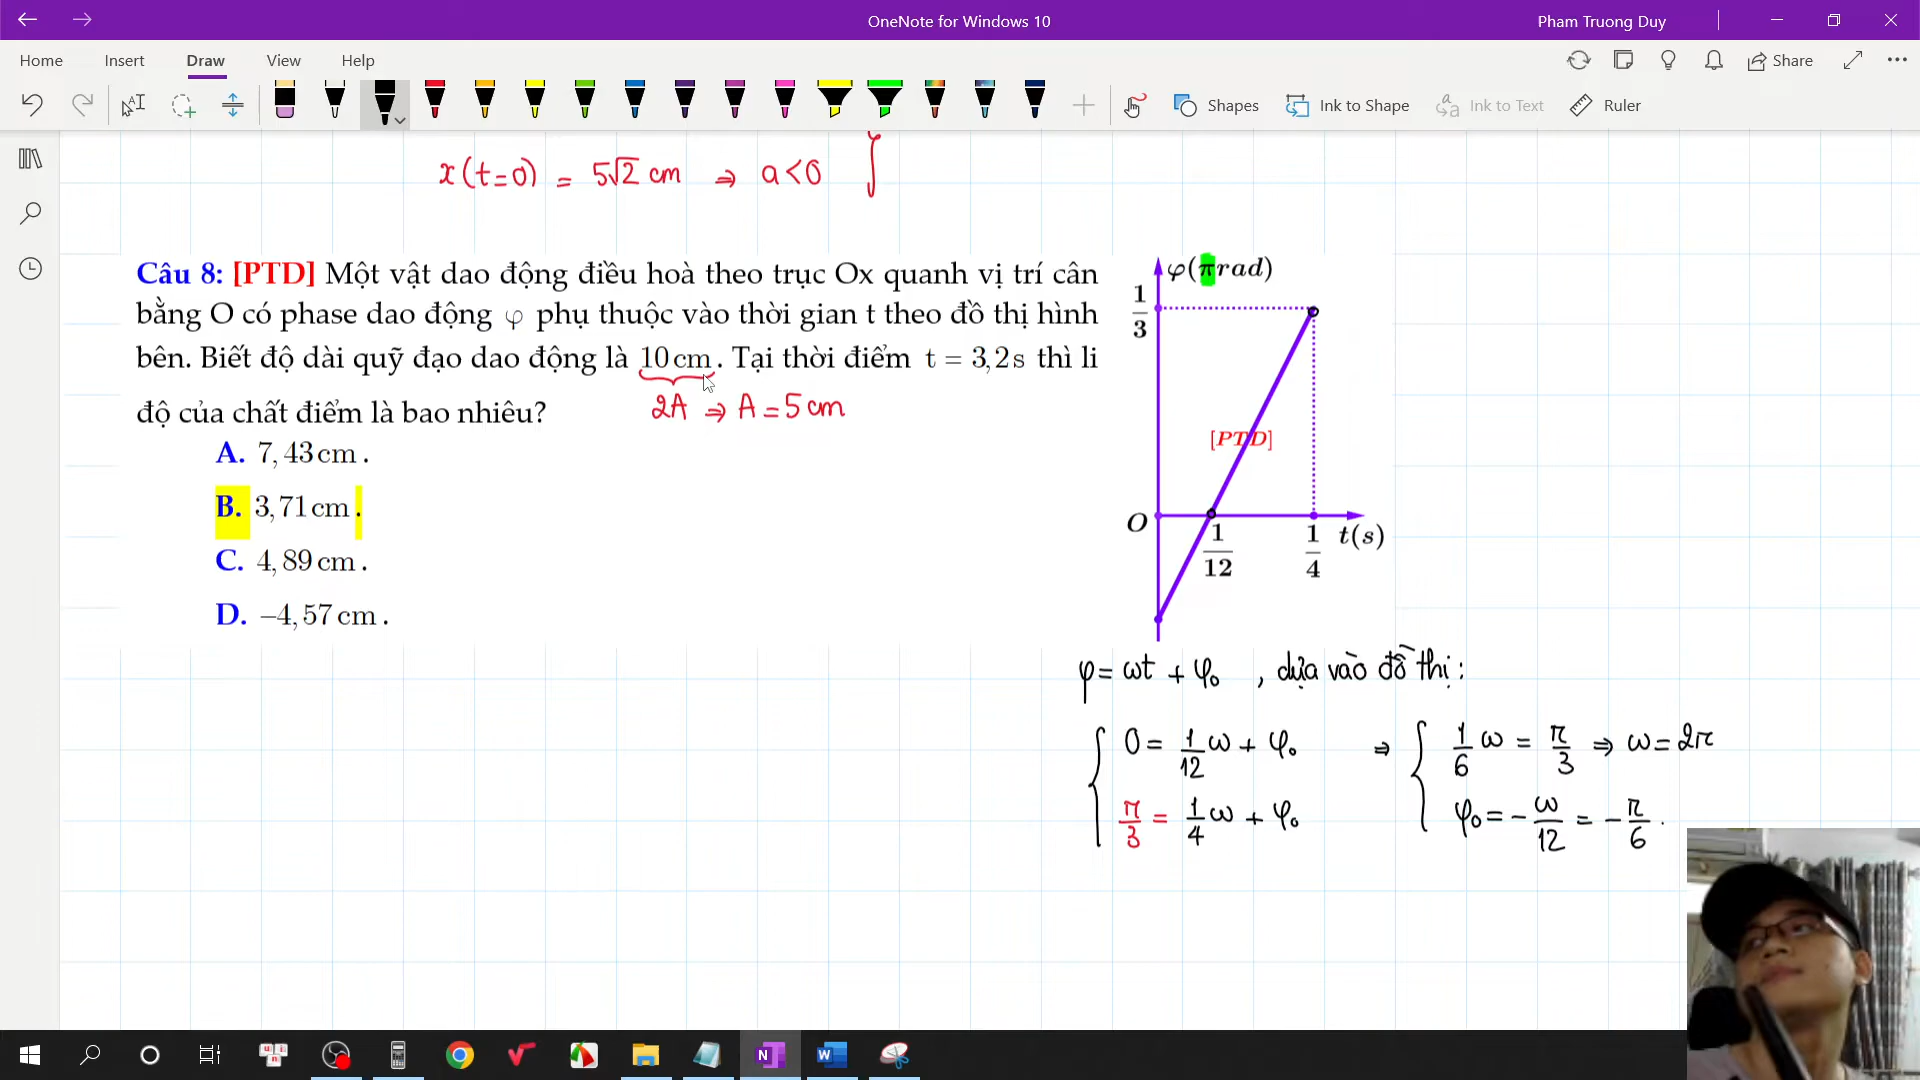 OneNote for Windows 10
Pham Truong Duy
Home Insert Draw View Help
Share
Shapes Ink to Shape Ink to Text Ruler
x(t=0) = 5√2 cm ⇒ a<0
Câu 8: [PTD] Một vật dao động điều hoà theo trục Ox quanh vị trí cân
bằng O có phase dao động φ phụ thuộc vào thời gian t theo đồ thị hình
bên. Biết độ dài quỹ đạo dao động là 10 cm. Tại thời điểm t = 3,2s thì li
độ của chất điểm là bao nhiêu?
2A ⇒ A = 5 cm
A. 7,43 cm.
B. 3,71 cm.
C. 4,89 cm.
D. −4,57 cm.
φ(πrad)
1/3
[PTD]
O
1/12
1/4
t(s)
φ = ωt + φ₀ , dựa vào đồ thị:
0 = 1/12 ω + φ₀ ⇒ 1/6 ω = π/3 ⇒ ω = 2π
π/3 = 1/4 ω + φ₀ φ₀ = − ω/12 = − π/6 .